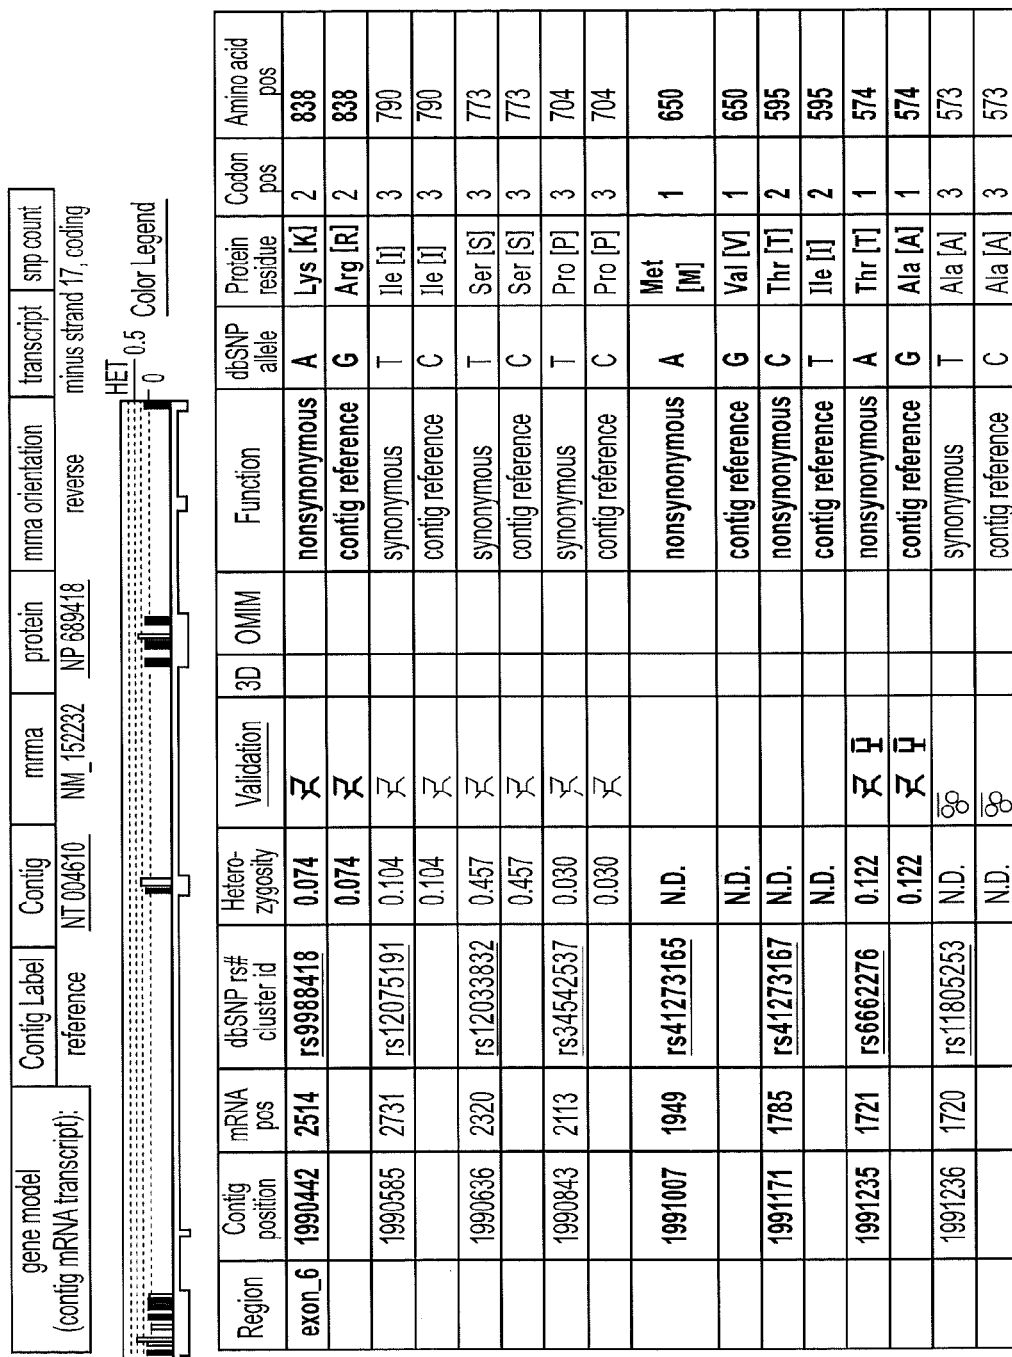 gene model (contig mRNA transcript): | Contig Label | Contig | mrma | protein | mrna orientation | transcript | snp count
reference | NT 004610 | NM_152232 | NP 689418 | reverse | minus strand 17, coding
HET
0.5
0
Color Legend
Region | Contig position | mRNA pos | dbSNP rs# cluster id | Hetero-zygosity | Validation | 3D | OMIM | Function | dbSNP allele | Protein residue | Codon pos | Amino acid pos
exon_6 | 1990442 | 2514 | rs9988418 | 0.074 | nonsynonymous | A | Lys [K] | 2 | 838
0.074 | contig reference | G | Arg [R] | 2 | 838
1990585 | 2731 | rs12075191 | 0.104 | synonymous | T | Ile [I] | 3 | 790
0.104 | contig reference | C | Ile [I] | 3 | 790
1990636 | 2320 | rs12033832 | 0.457 | synonymous | T | Ser [S] | 3 | 773
0.457 | contig reference | C | Ser [S] | 3 | 773
1990843 | 2113 | rs34542537 | 0.030 | synonymous | T | Pro [P] | 3 | 704
0.030 | contig reference | C | Pro [P] | 3 | 704
1991007 | 1949 | rs41273165 | N.D. | nonsynonymous | A | Met [M] | 1 | 650
N.D. | contig reference | G | Val [V] | 1 | 650
1991171 | 1785 | rs41273167 | N.D. | nonsynonymous | C | Thr [T] | 2 | 595
N.D. | contig reference | T | Ile [I] | 2 | 595
1991235 | 1721 | rs6662276 | 0.122 | nonsynonymous | A | Thr [T] | 1 | 574
0.122 | contig reference | G | Ala [A] | 1 | 574
1991236 | 1720 | rs11805253 | N.D. | synonymous | T | Ala [A] | 3 | 573
N.D. | contig reference | C | Ala [A] | 3 | 573